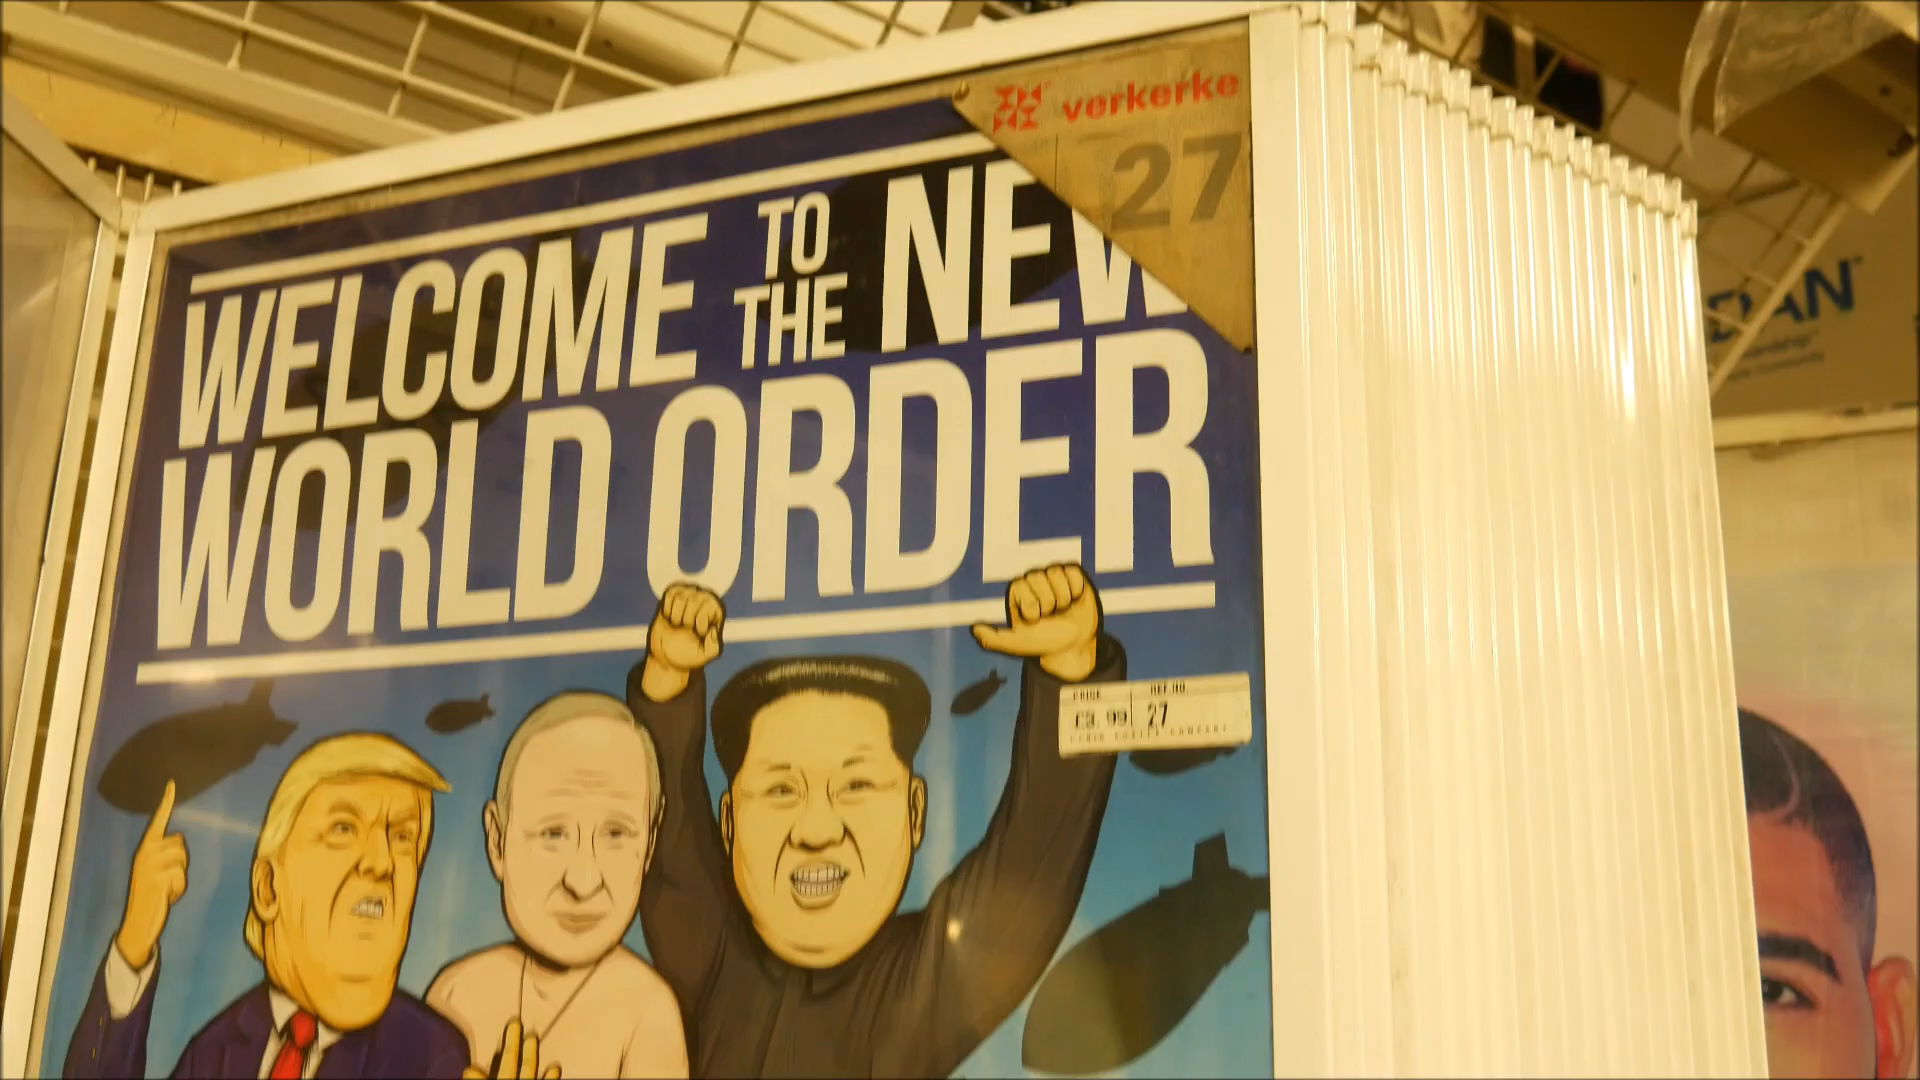 verkerke
27
WELCOME TO THE NEW
WORLD ORDER
PRICE REF.NO.
£3.99 27